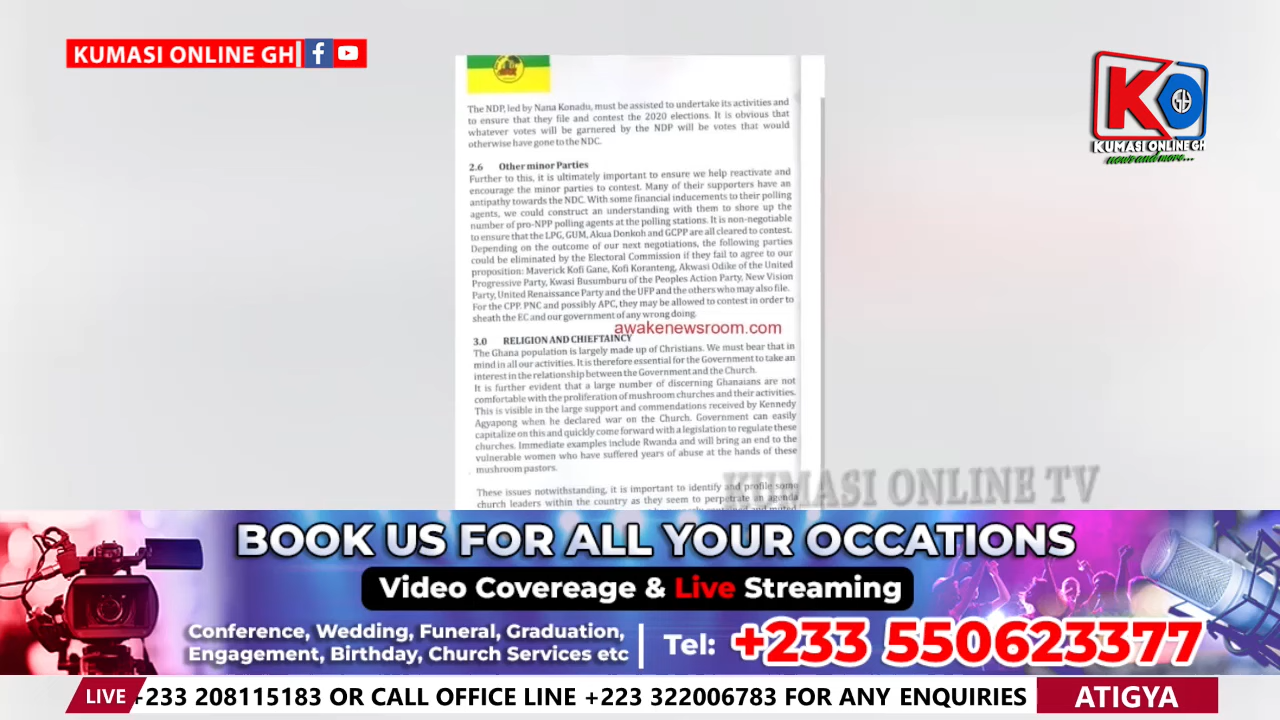 KUMASI ONLINE GH
KO
GH
KUMASI ONLINE GH
news and more...
The NDP, led by Nana Konadu, must be assisted to undertake its activities and
to ensure that they file and contest the 2020 elections. It is obvious that
whatever votes will be garnered by the NDP will be votes that would
otherwise have gone to the NDC.
2.6 Other minor Parties
Further to this, it is ultimately important to ensure we help reactivate and
encourage the minor parties to contest. Many of their supporters have an
antipathy towards the NDC. With some financial inducements to their polling
agents, we could construct an understanding with them to shore up the
number of pro-NPP polling agents at the polling stations. It is non-negotiable
to ensure that the LPG, GUM, Akua Donkoh and GCPP are all cleared to contest.
Depending on the outcome of our next negotiations, the following parties
could be eliminated by the Electoral Commission if they fail to agree to our
proposition: Maverick Kofi Gane, Kofi Koranteng, Akwasi Odike of the United
Progressive Party, Kwasi Busumburu of the Peoples Action Party, New Vision
Party, United Renaissance Party and the UFP and the others who may also file.
For the CPP. PNC and possibly APC, they may be allowed to contest in order to
sheath the EC and our government of any wrong doing.
awakenewsroom.com
3.0 RELIGION AND CHIEFTAINCY
The Ghana population is largely made up of Christians. We must bear that in
mind in all our activities. It is therefore essential for the Government to take an
interest in the relationship between the Government and the Church.
It is further evident that a large number of discerning Ghanaians are not
comfortable with the proliferation of mushroom churches and their activities.
This is visible in the large support and commendations received by Kennedy
Agyapong when he declared war on the Church. Government can easily
capitalize on this and quickly come forward with a legislation to regulate these
churches. Immediate examples include Rwanda and will bring an end to the
vulnerable women who have suffered years of abuse at the hands of these
mushroom pastors.
These issues notwithstanding, it is important to identify and profile some
church leaders within the country as they seem to perpetrate an agenda
KUMASI ONLINE TV
BOOK US FOR ALL YOUR OCCATIONS
Video Covereage & Live Streaming
Conference, Wedding, Funeral, Graduation,
Engagement, Birthday, Church Services etc
Tel: +233 550623377
LIVE +233 208115183 OR CALL OFFICE LINE +223 322006783 FOR ANY ENQUIRIES ATIGYA